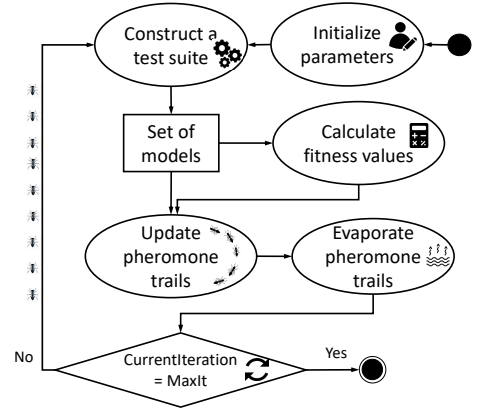 Construct a
test suite
Initialize
parameters
Set of
models
Calculate
fitness values
Update
pheromone
trails
Evaporate
pheromone
trails
No
CurrentIteration
= MaxIt
Yes